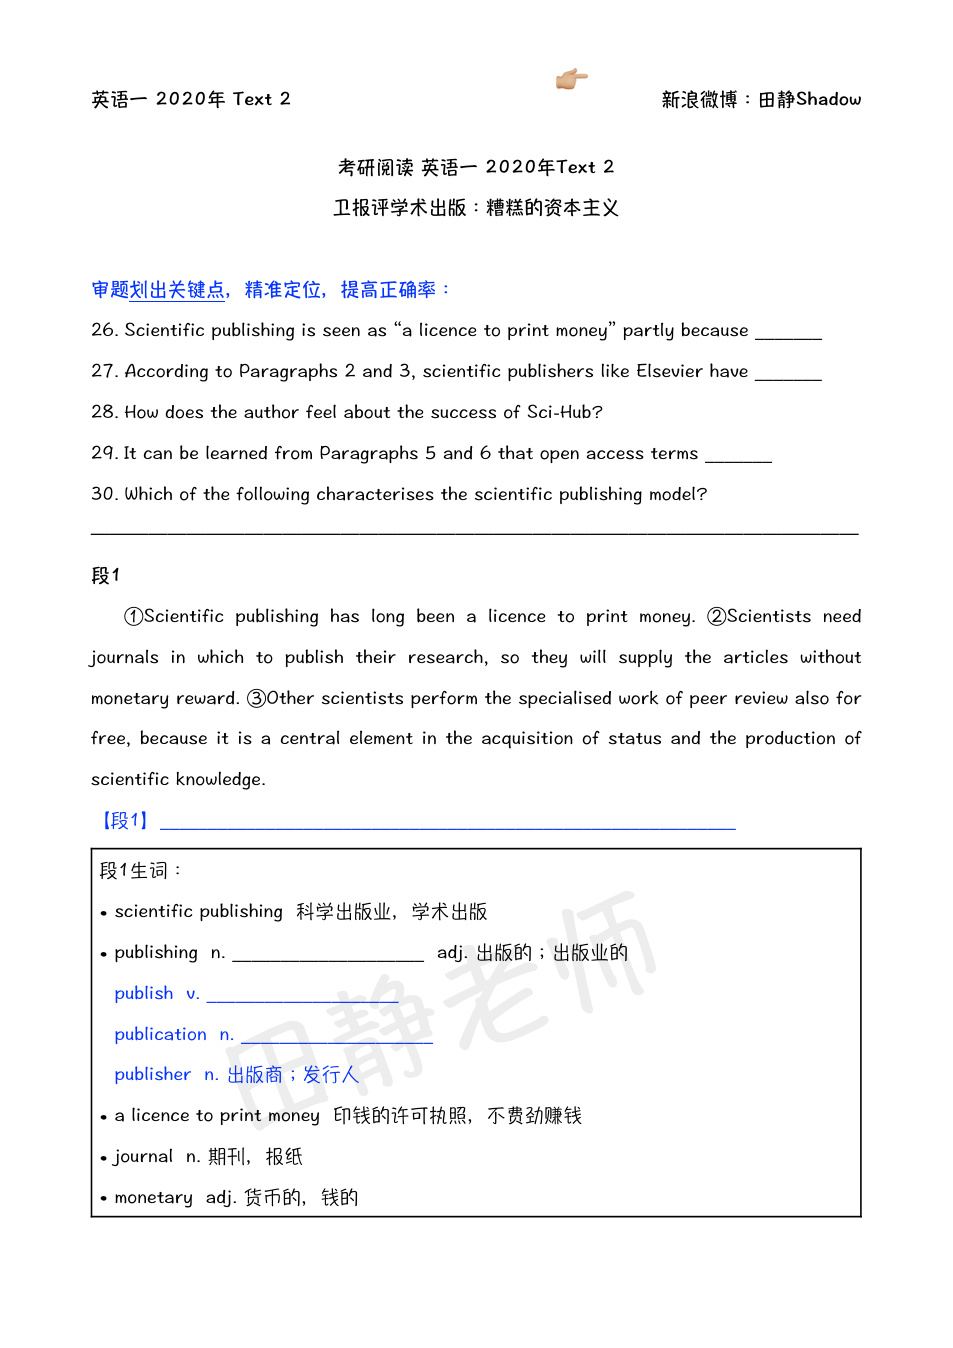 英语一 2020年 Text 2 新浪微博：田静Shadow
考研阅读 英语一 2020年Text 2
卫报评学术出版：糟糕的资本主义
审题划出关键点，精准定位，提高正确率：
26. Scientific publishing is seen as “a licence to print money” partly because _______
27. According to Paragraphs 2 and 3, scientific publishers like Elsevier have _______
28. How does the author feel about the success of Sci-Hub?
29. It can be learned from Paragraphs 5 and 6 that open access terms _______
30. Which of the following characterises the scientific publishing model?
段1
①Scientific publishing has long been a licence to print money. ②Scientists need
journals in which to publish their research, so they will supply the articles without
monetary reward. ③Other scientists perform the specialised work of peer review also for
free, because it is a central element in the acquisition of status and the production of
scientific knowledge.
【段1】____________________________________________________________
段1生词：
• scientific publishing 科学出版业，学术出版
• publishing n. ____________________ adj. 出版的；出版业的
publish v. ____________________
publication n. ____________________
publisher n. 出版商；发行人
• a licence to print money 印钱的许可执照，不费劲赚钱
• journal n. 期刊，报纸
• monetary adj. 货币的，钱的
田静老师